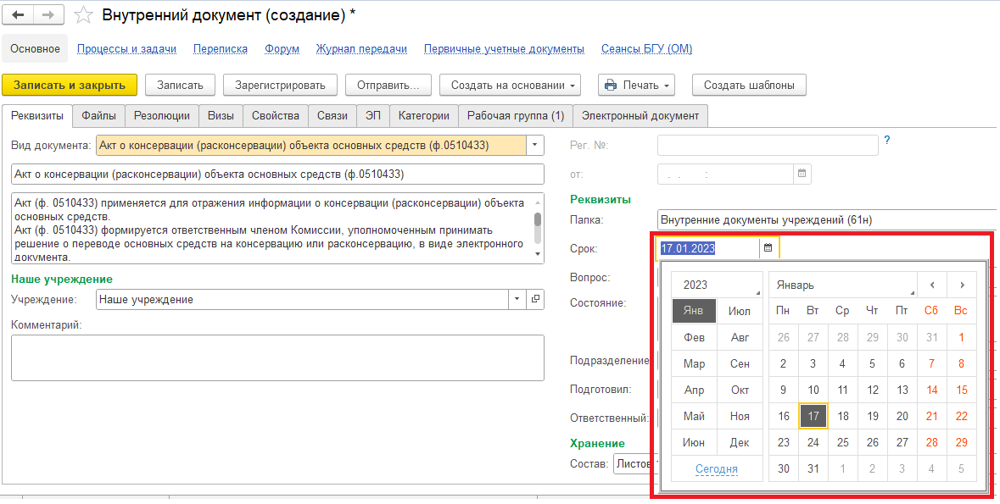 Внутренний документ (создание) *
Основное Процессы и задачи Переписка Форум Журнал передачи Первичные учетные документы Сеансы БГУ (ОМ)
Записать и закрыть Записать Зарегистрировать Отправить... Создать на основании Печать Создать шаблоны
Реквизиты Файлы Резолюции Визы Свойства Связи ЭП Категории Рабочая группа (1) Электронный документ
Вид документа: Акт о консервации (расконсервации) объекта основных средств (ф.0510433)
Акт о консервации (расконсервации) объекта основных средств (ф.0510433)
Акт (ф. 0510433) применяется для отражения информации о консервации (расконсервации) объекта
основных средств.
Акт (ф. 0510433) формируется ответственным членом Комиссии, уполномоченным принимать
решение о переводе основных средств на консервацию или расконсервацию, в виде электронного
документа.
Наше учреждение
Учреждение: Наше учреждение
Комментарий:
Рег. №: ?
от: . . :
Реквизиты
Папка: Внутренние документы учреждений (61н)
Срок: 17.01.2023
Вопрос:
Состояние:
Подразделение
Подготовил:
Ответственный:
Хранение
Состав: Листов
2023 Январь < >
Янв Июл Пн Вт Ср Чт Пт Сб Вс
Фев Авг 26 27 28 29 30 31 1
Мар Сен 2 3 4 5 6 7 8
Апр Окт 9 10 11 12 13 14 15
Май Ноя 16 17 18 19 20 21 22
Июн Дек 23 24 25 26 27 28 29
Сегодня 30 31 1 2 3 4 5